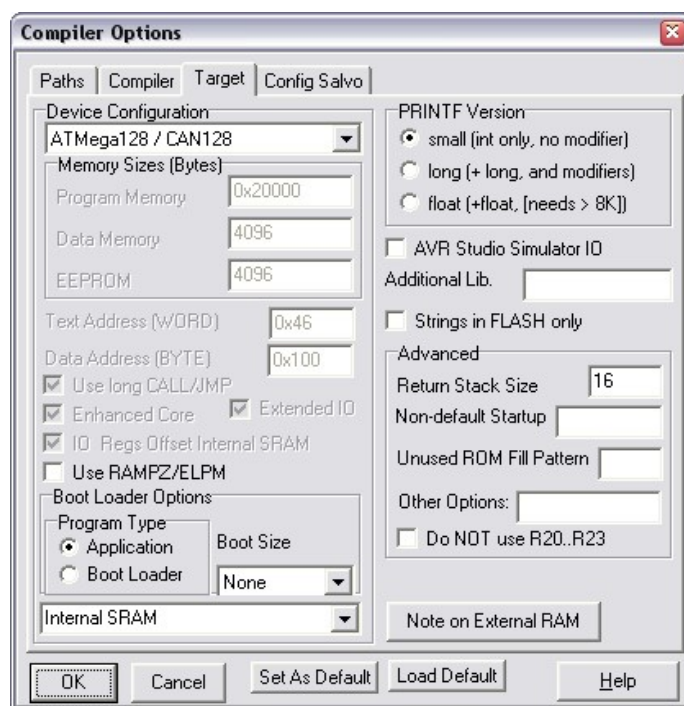 Compiler Options
Paths Compiler Target Config Salvo
Device Configuration
ATMega128 / CAN128
Memory Sizes (Bytes)
Program Memory 0x20000
Data Memory 4096
EEPROM 4096
Text Address (WORD) 0x46
Data Address (BYTE) 0x100
Use long CALL/JMP
Enhanced Core Extended IO
IO Regs Offset Internal SRAM
Use RAMPZ/ELPM
Boot Loader Options
Program Type
Application
Boot Loader
Boot Size
None
Internal SRAM
PRINTF Version
small (int only, no modifier)
long (+ long, and modifiers)
float (+float, [needs > 8K])
AVR Studio Simulator IO
Additional Lib.
Strings in FLASH only
Advanced
Return Stack Size 16
Non-default Startup
Unused ROM Fill Pattern
Other Options:
Do NOT use R20..R23
Note on External RAM
OK Cancel Set As Default Load Default Help